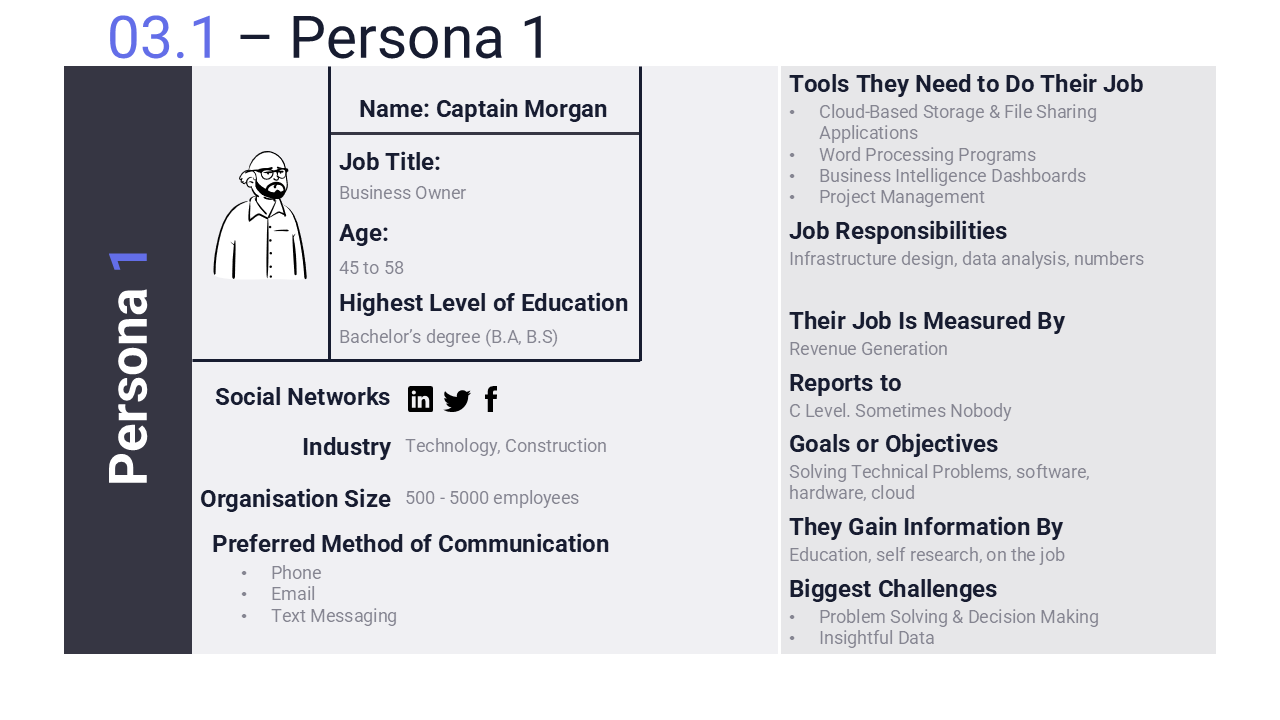 03.1 – Persona 1
Persona 1
Name: Captain Morgan
Job Title:
Business Owner
Age:
45 to 58
Highest Level of Education
Bachelor’s degree (B.A, B.S)
Social Networks
Industry Technology, Construction
Organisation Size 500 - 5000 employees
Preferred Method of Communication
• Phone
• Email
• Text Messaging
Tools They Need to Do Their Job
• Cloud-Based Storage & File Sharing
Applications
• Word Processing Programs
• Business Intelligence Dashboards
• Project Management
Job Responsibilities
Infrastructure design, data analysis, numbers
Their Job Is Measured By
Revenue Generation
Reports to
C Level. Sometimes Nobody
Goals or Objectives
Solving Technical Problems, software,
hardware, cloud
They Gain Information By
Education, self research, on the job
Biggest Challenges
• Problem Solving & Decision Making
• Insightful Data